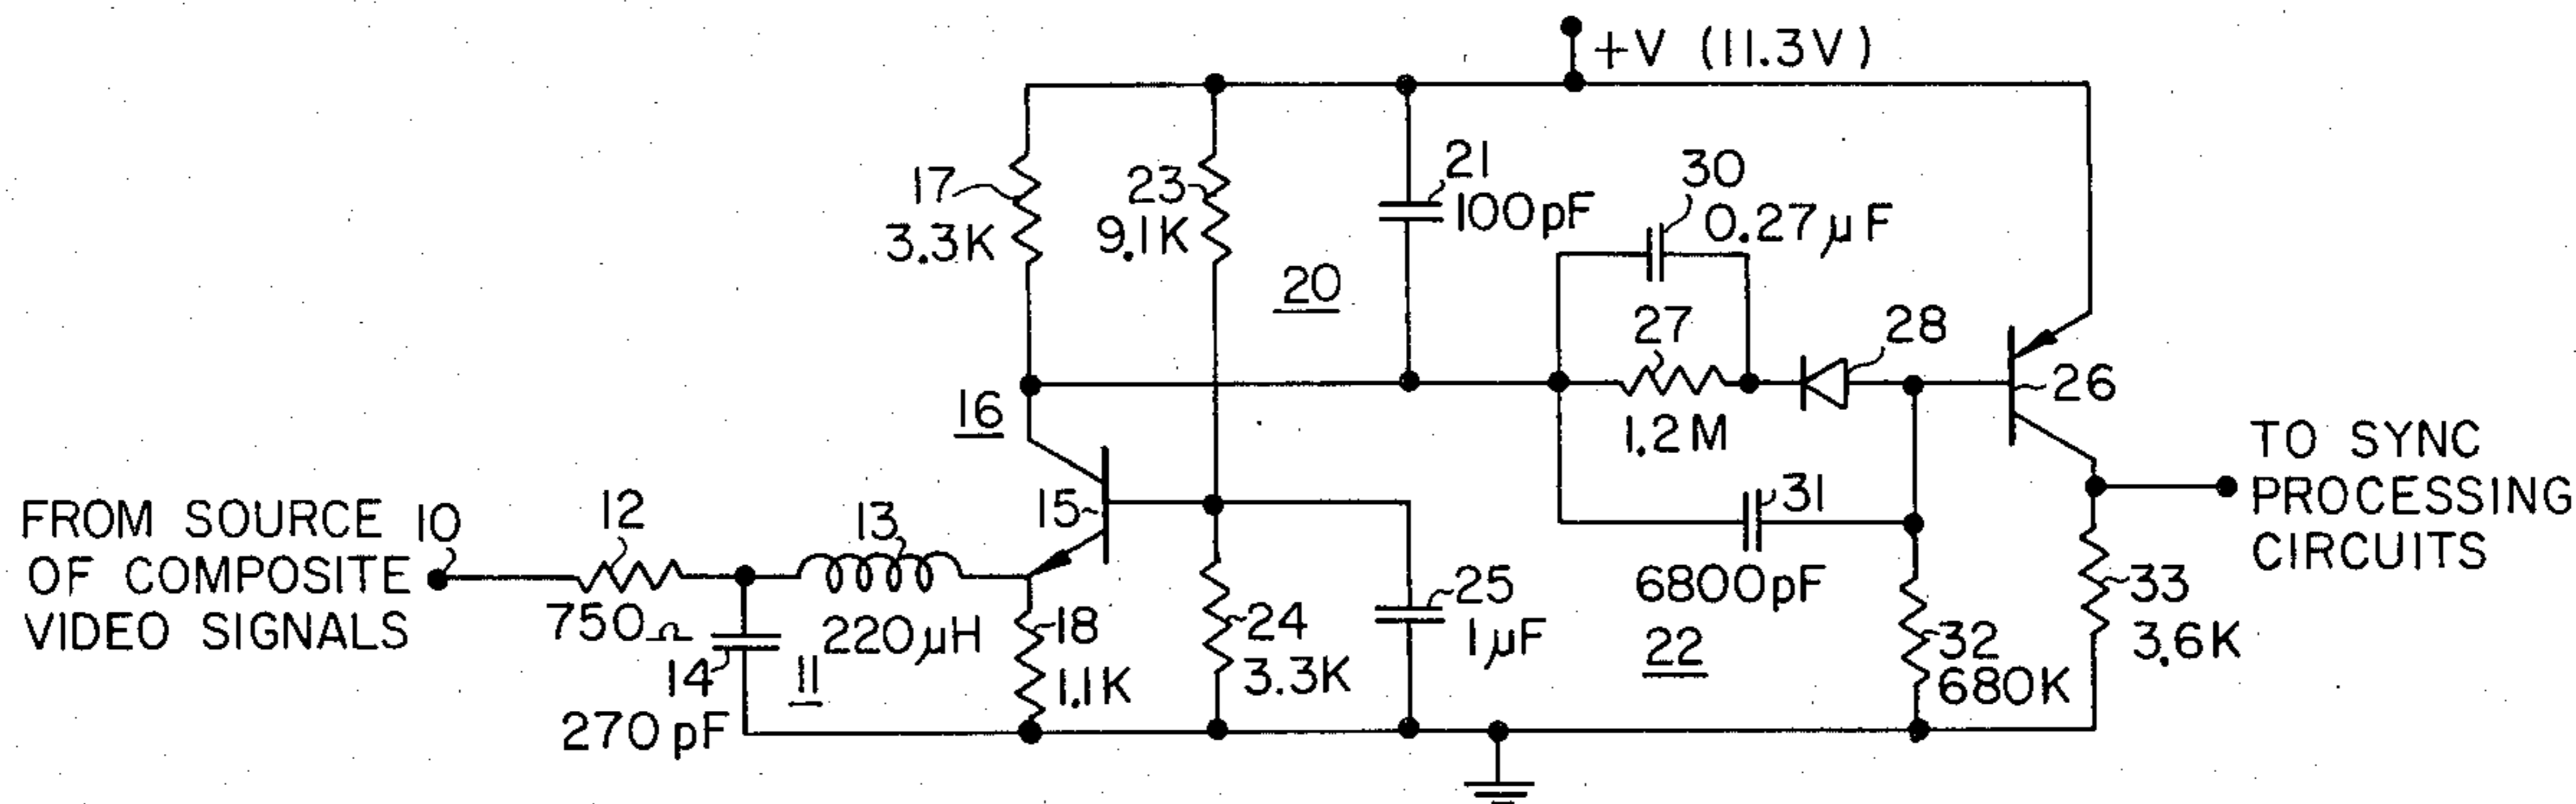 +V (11.3V)
17
3.3K
23
9.1K
21
100pF
30
0.27µF
20
27
1.2M
28
26
16
15
31
6800pF
22
FROM SOURCE
OF COMPOSITE
VIDEO SIGNALS
10
12
750Ω
13
220µH
14
270pF
11
18
1.1K
24
3.3K
25
1µF
32
680K
33
3.6K
TO SYNC
PROCESSING
CIRCUITS